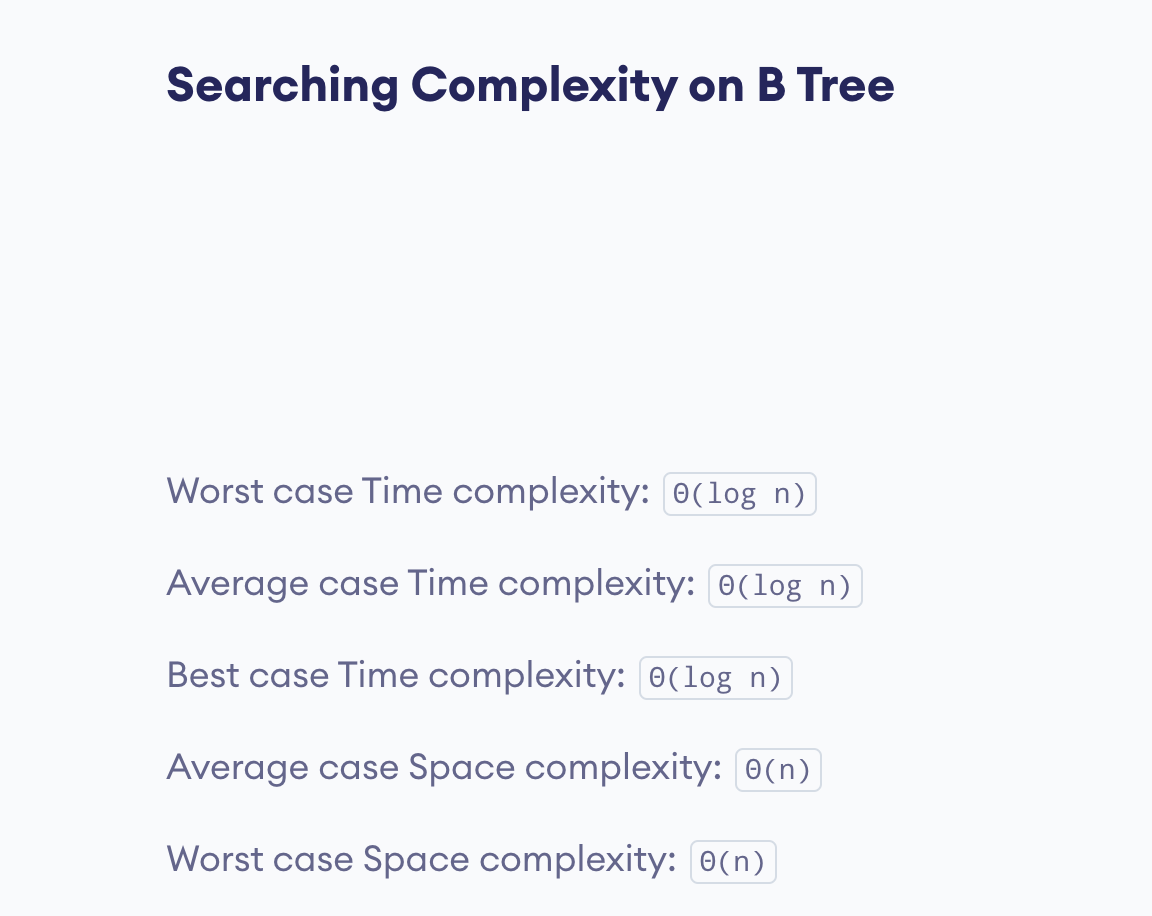 Searching Complexity on B Tree
Worst case Time complexity: Θ(log n)
Average case Time complexity: Θ(log n)
Best case Time complexity: Θ(log n)
Average case Space complexity: Θ(n)
Worst case Space complexity: Θ(n)